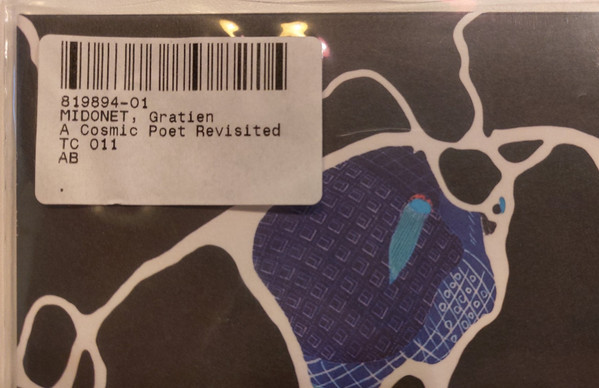 819894-01
MIDONET, Gratien
A Cosmic Poet Revisited
TC 011
AB
.